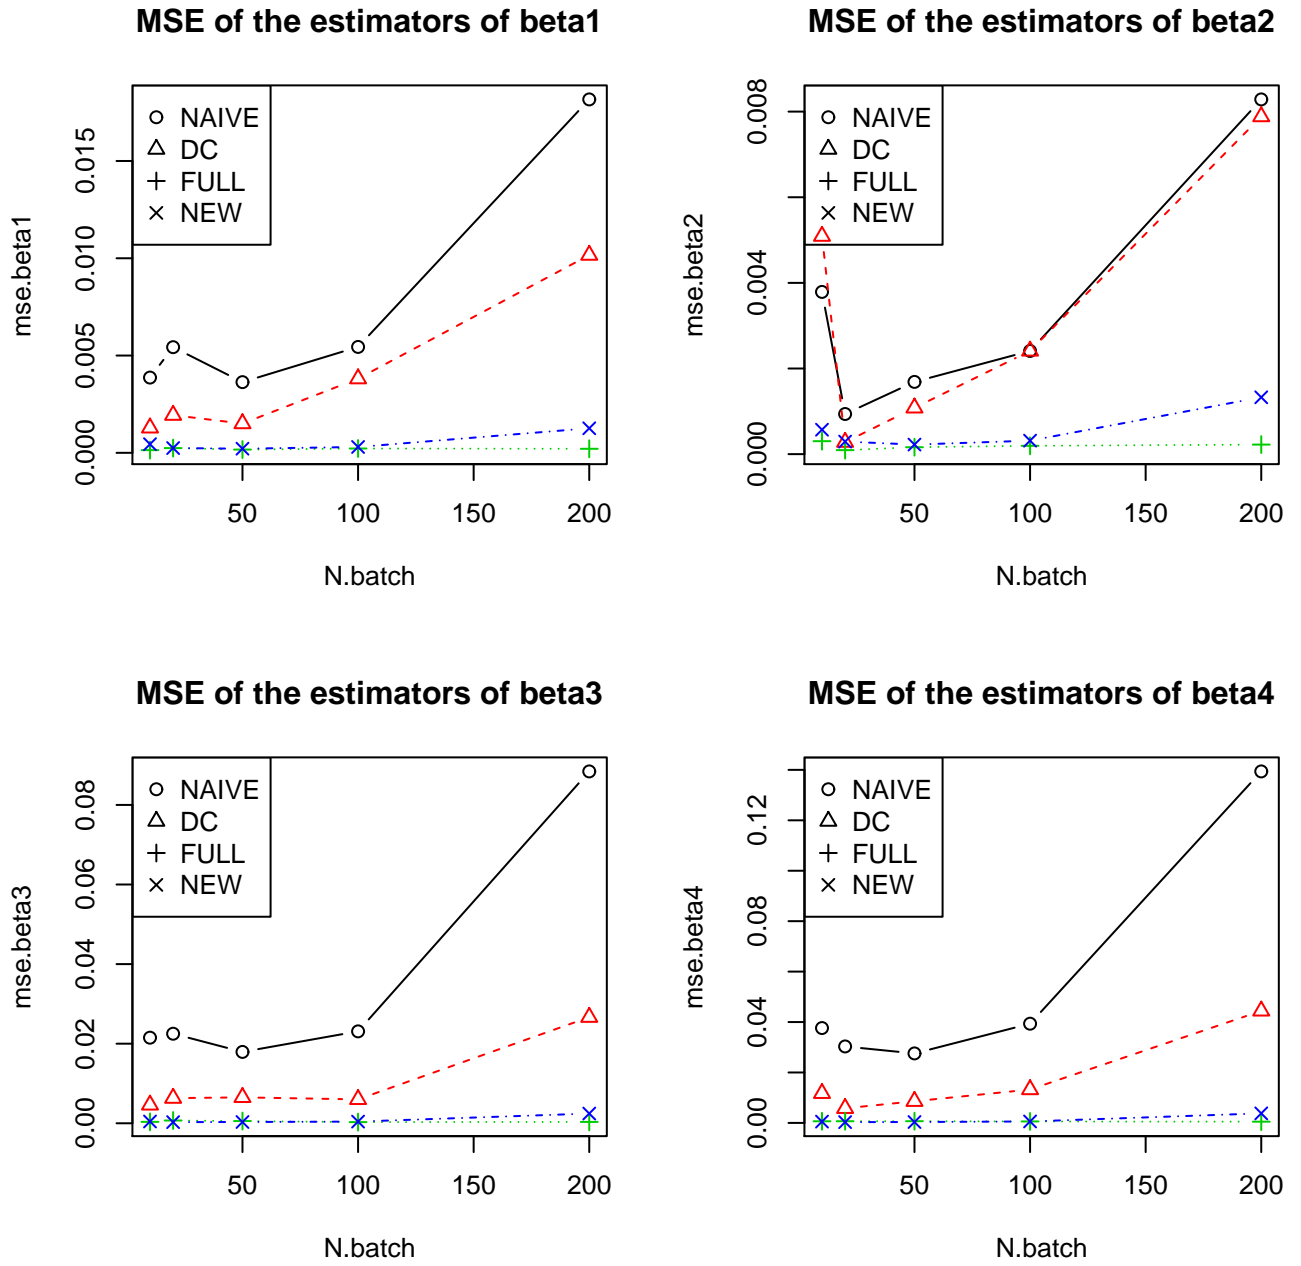 MSE of the estimators of beta1
NAIVE
DC
FULL
NEW
mse.beta1
0.000
0.005
0.010
0.015
50
100
150
200
N.batch
MSE of the estimators of beta2
NAIVE
DC
FULL
NEW
mse.beta2
0.000
0.004
0.008
50
100
150
200
N.batch
MSE of the estimators of beta3
NAIVE
DC
FULL
NEW
mse.beta3
0.00
0.02
0.04
0.06
0.08
50
100
150
200
N.batch
MSE of the estimators of beta4
NAIVE
DC
FULL
NEW
mse.beta4
0.00
0.04
0.08
0.12
50
100
150
200
N.batch